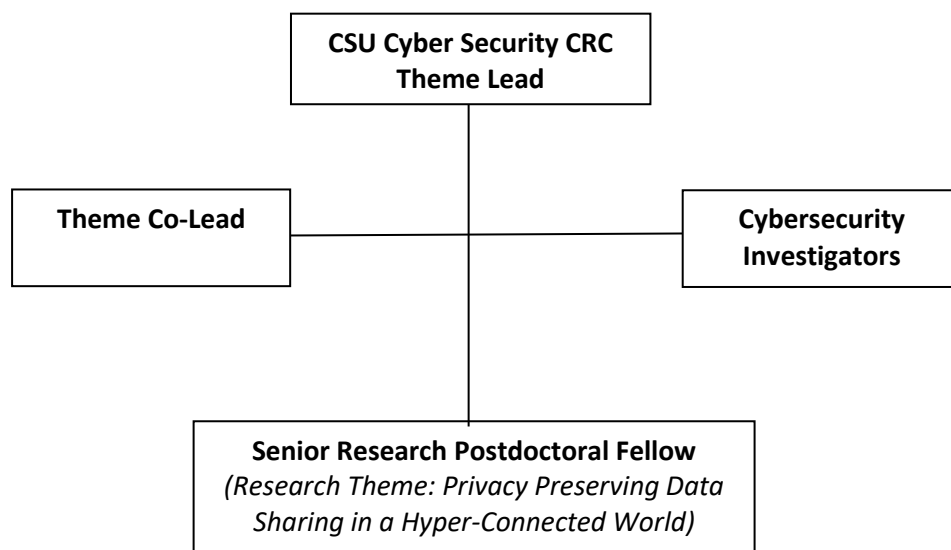 CSU Cyber Security CRC
Theme Lead
Theme Co-Lead
Cybersecurity
Investigators
Senior Research Postdoctoral Fellow
(Research Theme: Privacy Preserving Data
Sharing in a Hyper-Connected World)